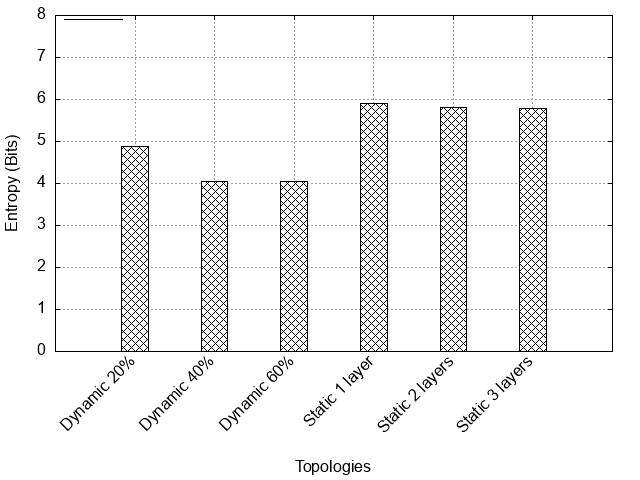 8
7
6
5
4
3
2
1
0
Entropy (Bits)
Dynamic 20%
Dynamic 40%
Dynamic 60%
Static 1 layer
Static 2 layers
Static 3 layers
Topologies